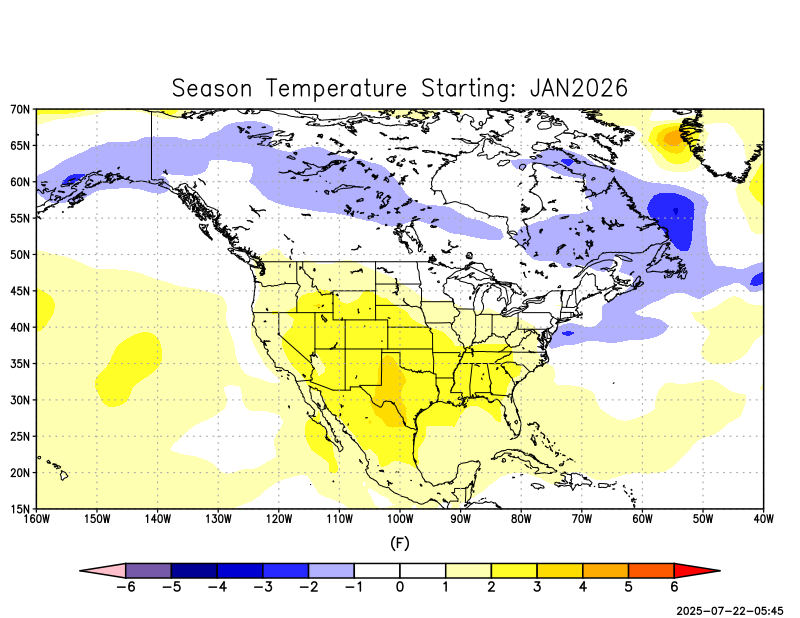 Season Temperature Starting: JAN2026
70N
65N
60N
55N
50N
45N
40N
35N
30N
25N
20N
15N
160W 150W 140W 130W 120W 110W 100W 90W 80W 70W 60W 50W 40W
(F)
−6 −5 −4 −3 −2 −1 0 1 2 3 4 5 6
2025-07-22-05:45